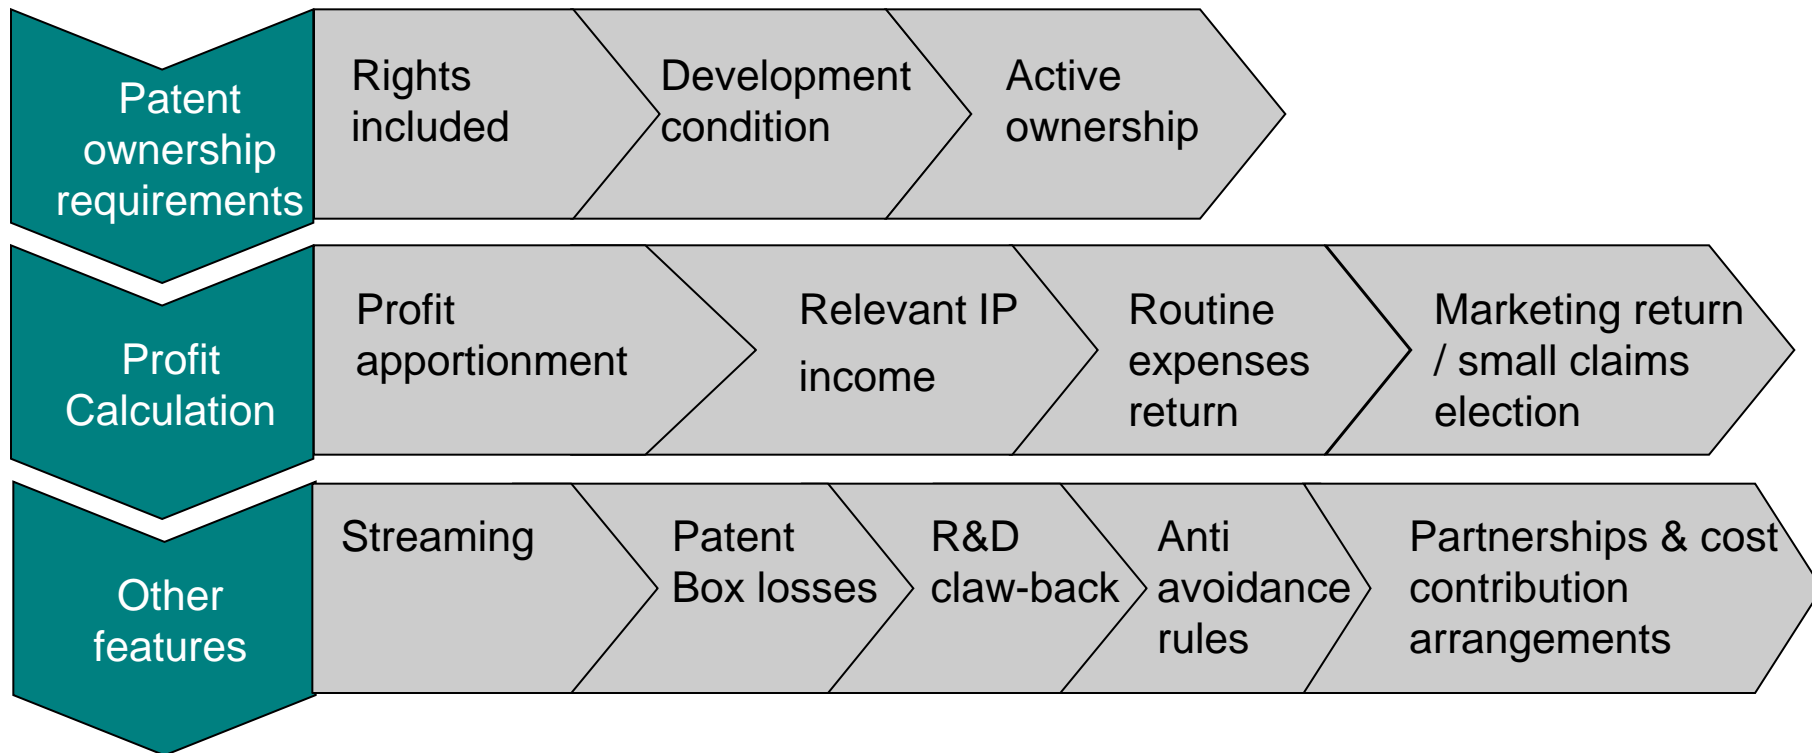 Patent
ownership
requirements
Rights
included
Development
condition
Active
ownership
Profit
Calculation
Profit
apportionment
Relevant IP
income
Routine
expenses
return
Marketing return
/ small claims
election
Other
features
Streaming
Patent
Box losses
R&D
claw-back
Anti
avoidance
rules
Partnerships & cost
contribution
arrangements